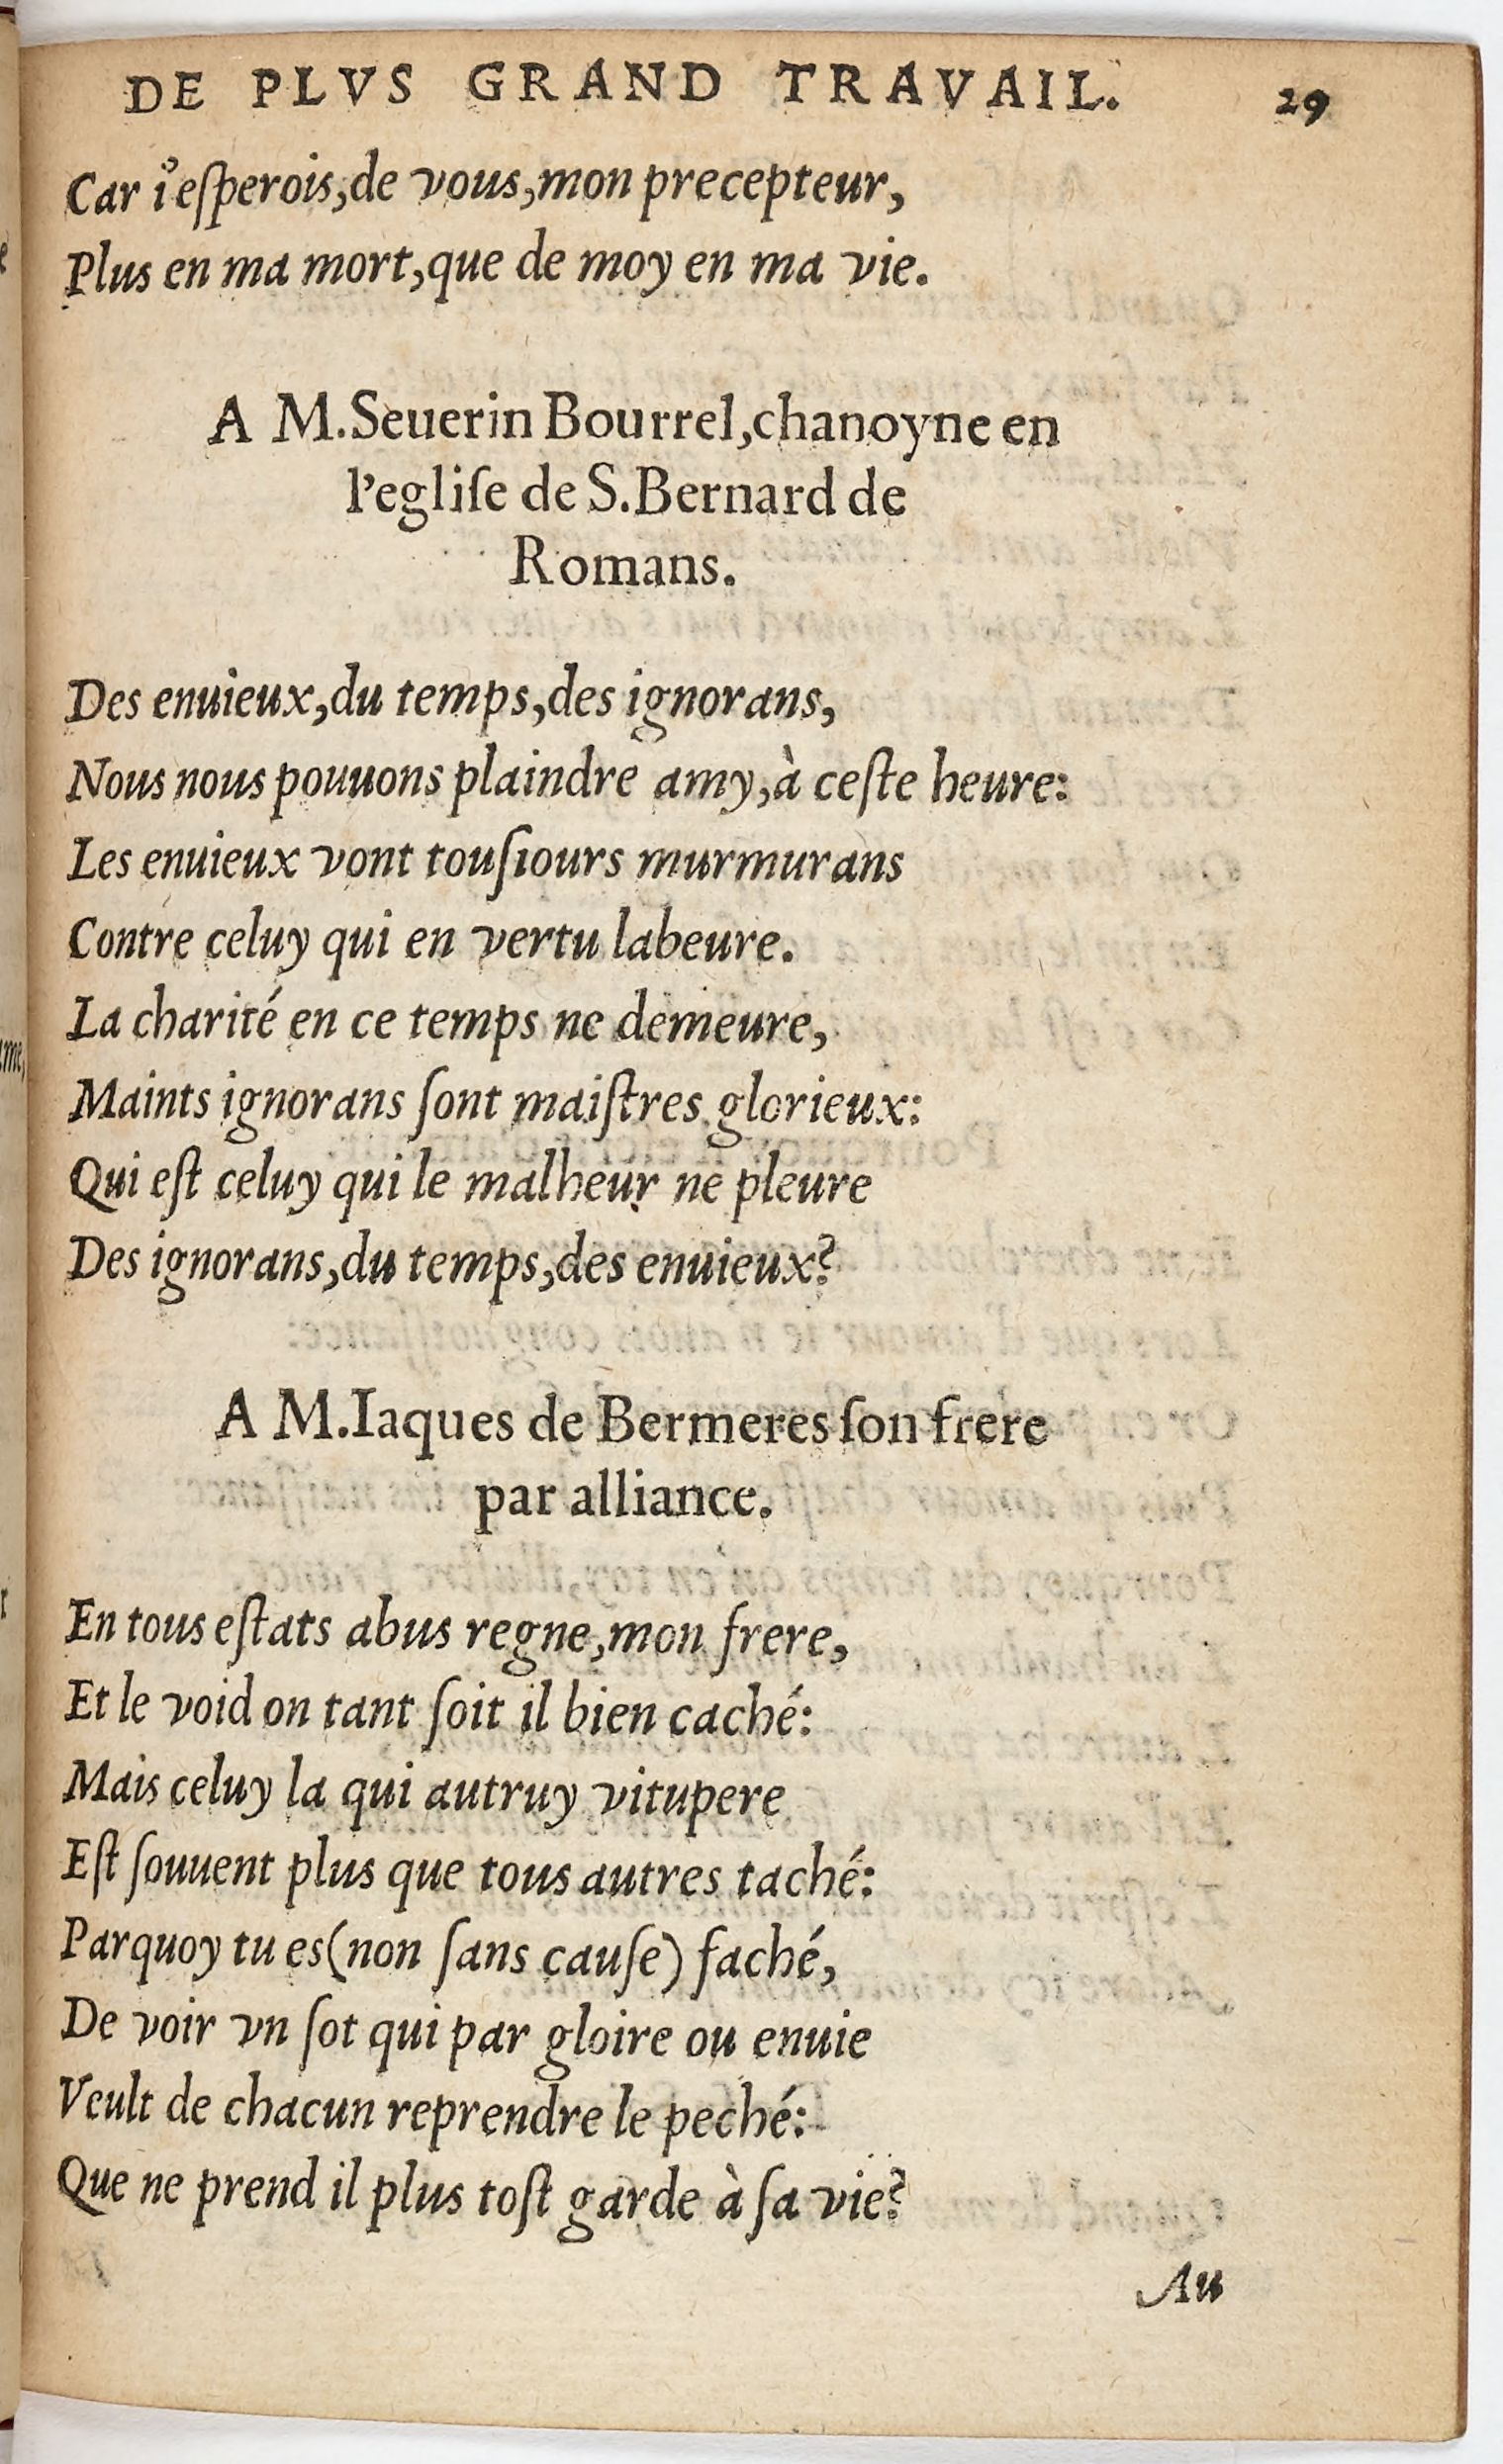 DE PLVS GRAND TRAVAIL. 29
Car i'eſperois,de vous,mon precepteur,
Plus en ma mort,que de moy en ma vie.
A M.Seuerin Bourrel,chanoyne en
l'egliſe de S.Bernard de
Romans.
Des enuieux,du temps,des ignorans,
Nous nous pouuons plaindre amy,à ceſte heure:
Les enuieux vont touſiours murmurans
Contre celuy qui en vertu labeure.
La charité en ce temps ne demeure,
Maints ignorans ſont maiſtres glorieux:
Qui eſt celuy qui le malheur ne pleure
Des ignorans,du temps,des enuieux?
A M.Iaques de Bermeres ſon frere
par alliance.
En tous eſtats abus regne,mon frere,
Et le void on tant ſoit il bien caché:
Mais celuy la qui autruy vitupere
Eſt ſouuent plus que tous autres taché:
Parquoy tu es(non ſans cauſe) faché,
De voir vn ſot qui par gloire ou enuie
Veult de chacun reprendre le peché:
Que ne prend il plus toſt garde à ſa vie?
Au